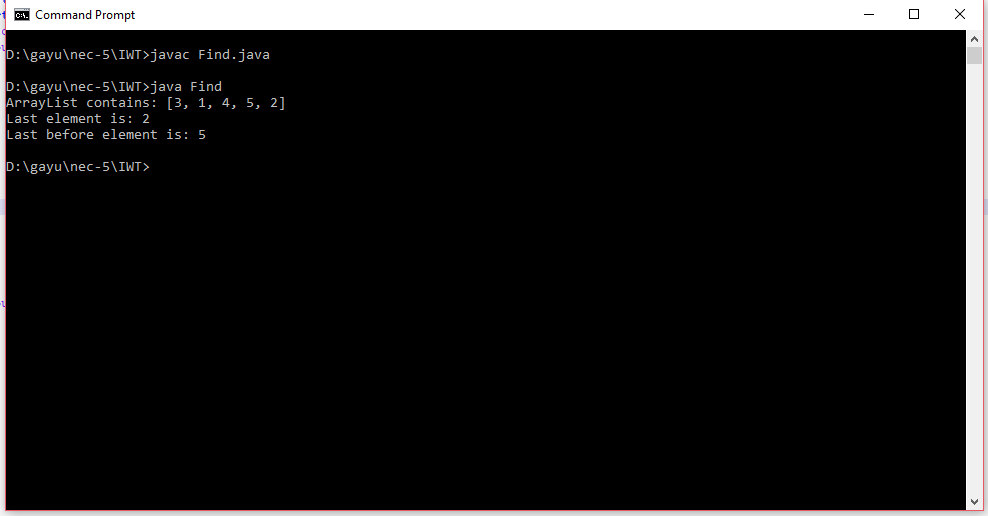 Command Prompt
D:\gayu\nec-5\IWT>javac Find.java
D:\gayu\nec-5\IWT>java Find
ArrayList contains: [3, 1, 4, 5, 2]
Last element is: 2
Last before element is: 5
D:\gayu\nec-5\IWT>